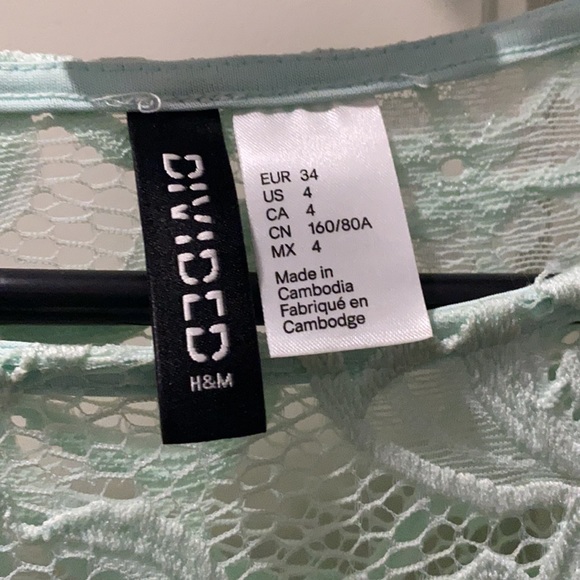 DIVIDED
H&M
EUR 34
US 4
CA 4
CN 160/80A
MX 4
Made in
Cambodia
Fabriqué en
Cambodge